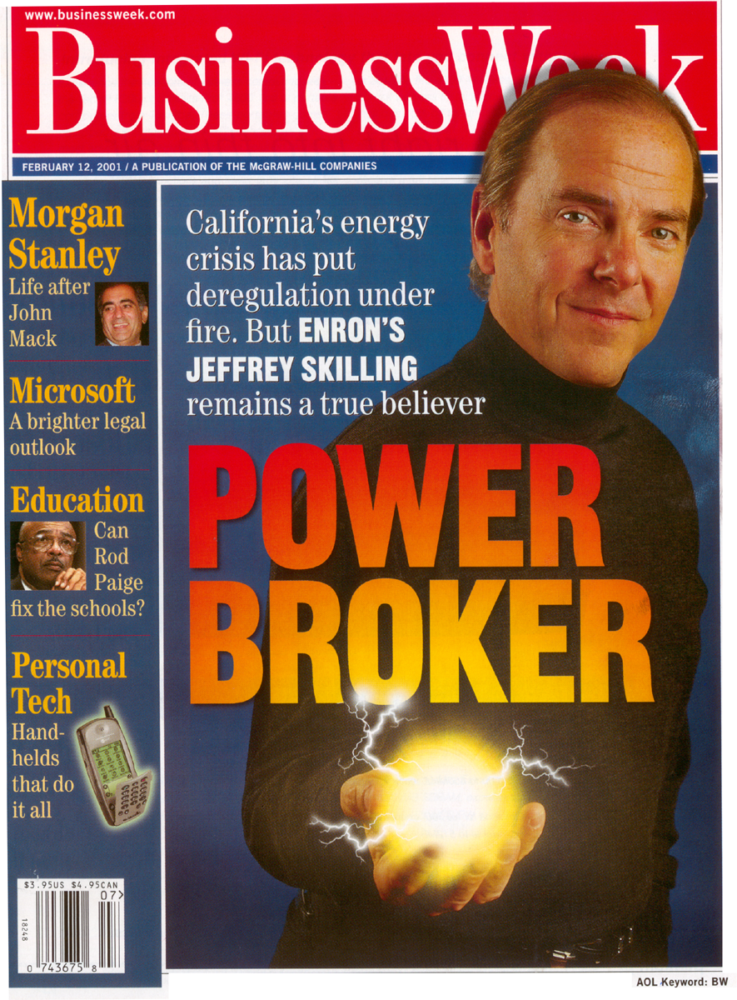 www.businessweek.com
BusinessWeek
FEBRUARY 12, 2001 / A PUBLICATION OF THE McGRAW-HILL COMPANIES
Morgan
Stanley
Life after
John
Mack
Microsoft
A brighter legal
outlook
Education
Can
Rod
Paige
fix the schools?
Personal
Tech
Hand-
helds
that do
it all
$3.95US $4.95CAN
07>
18248
0 743675 8
California's energy
crisis has put
deregulation under
fire. But ENRON'S
JEFFREY SKILLING
remains a true believer
POWER
BROKER
AOL Keyword: BW